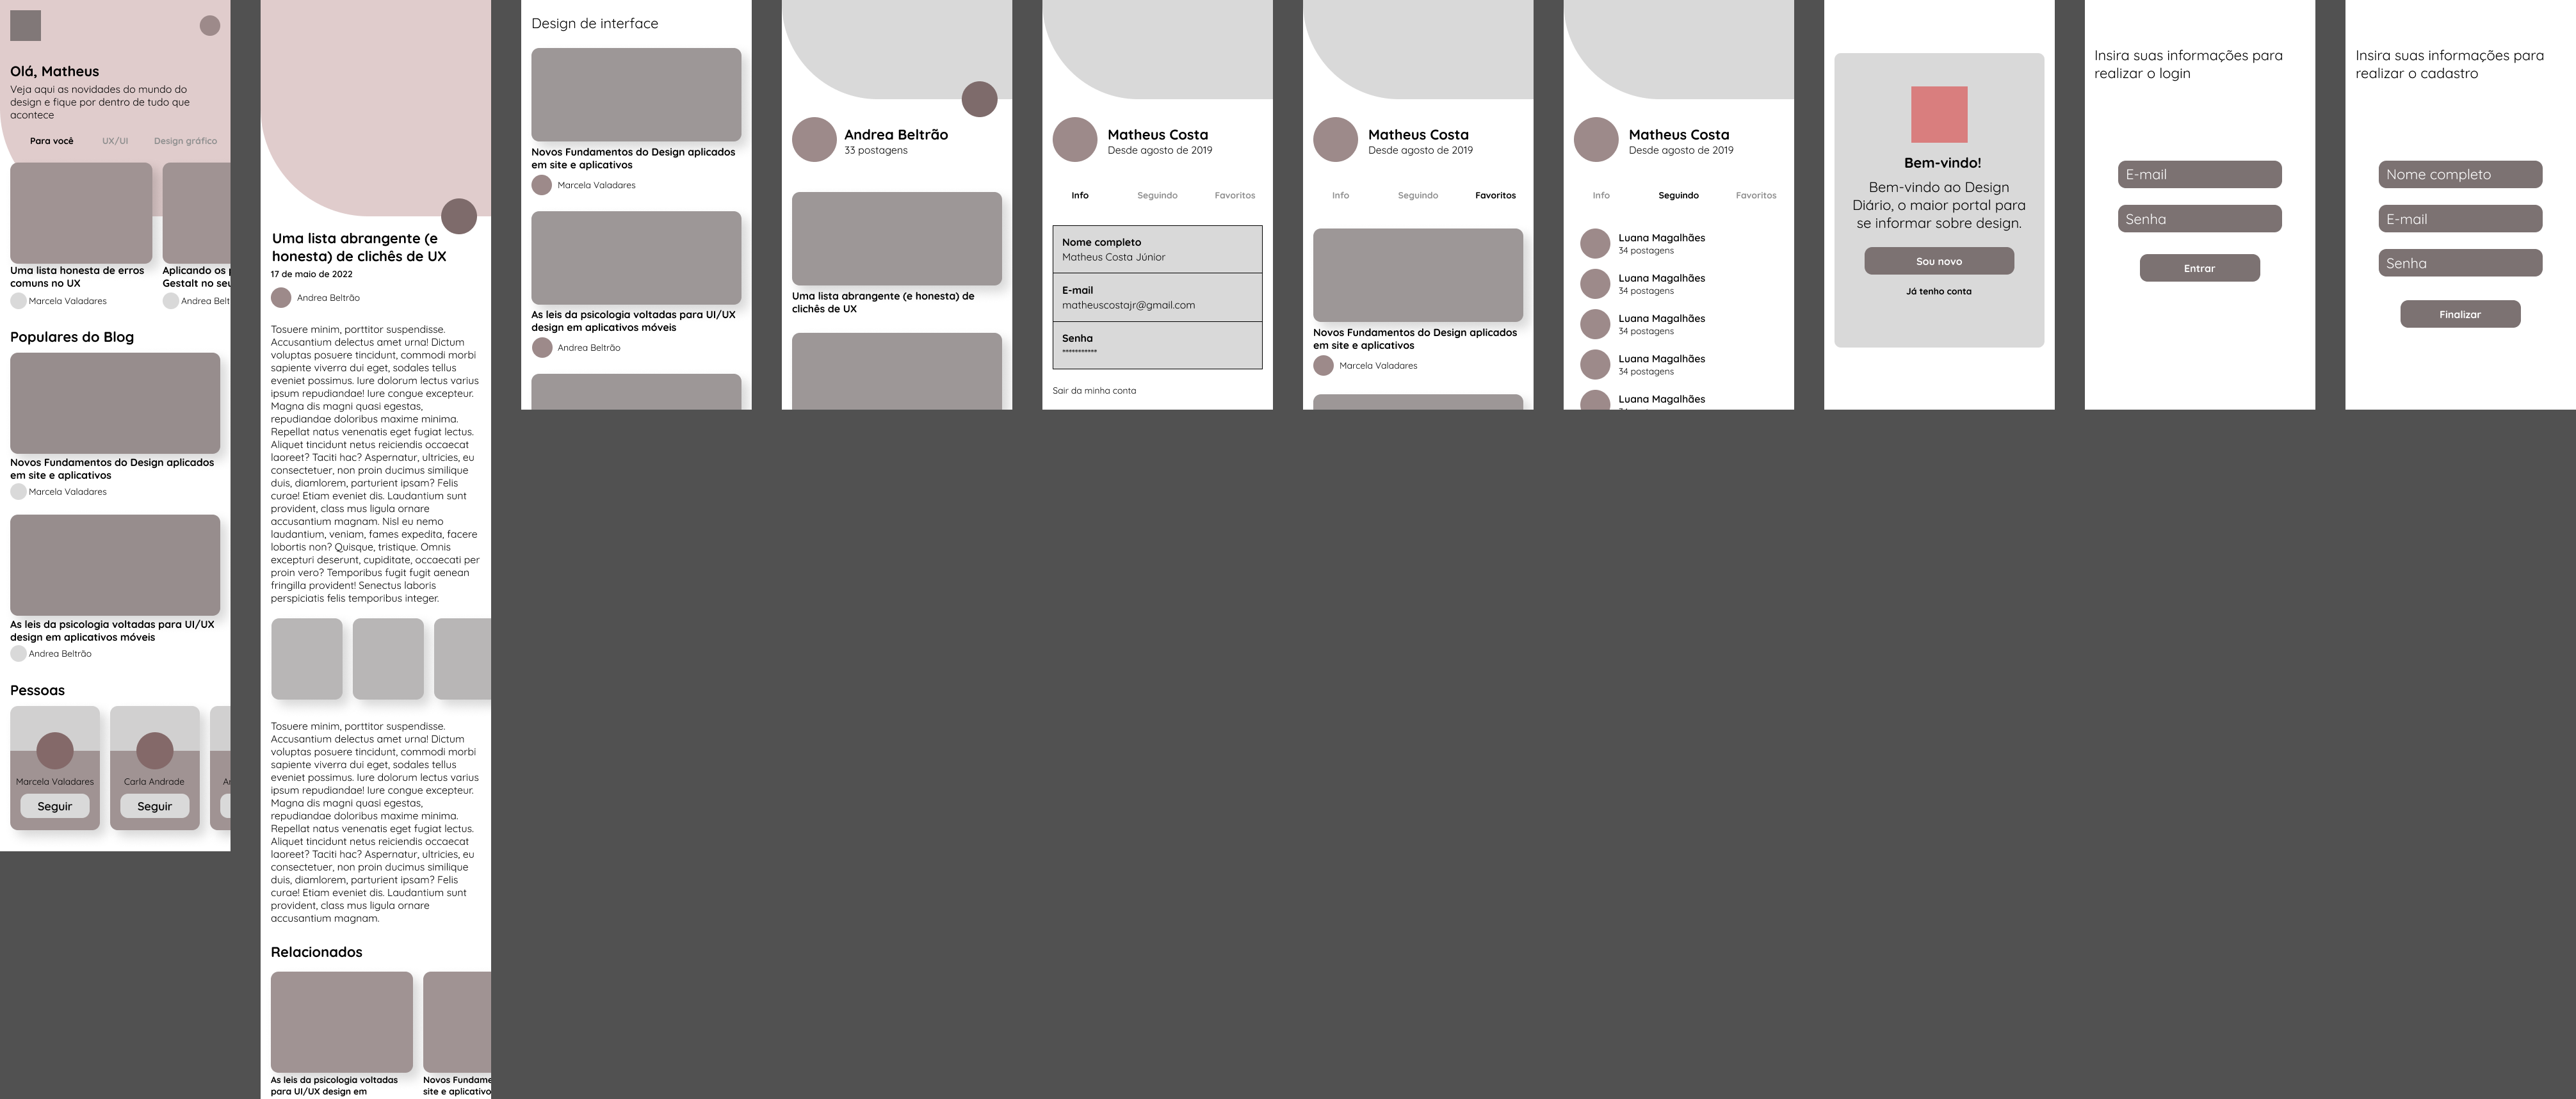 Olá, Matheus
Veja aqui as novidades do mundo do
design e fique por dentro de tudo que
acontece
Para você
UX/UI
Design gráfico
Uma lista honesta de erros
comuns no UX
Marcela Valadares
Aplicando os
Gestalt no seu
Andrea Belt
Populares do Blog
Novos Fundamentos do Design aplicados
em site e aplicativos
Marcela Valadares
As leis da psicologia voltadas para UI/UX
design em aplicativos móveis
Andrea Beltrão
Pessoas
Marcela Valadares
Seguir
Carla Andrade
Seguir
Uma lista abrangente (e
honesta) de clichês de UX
17 de maio de 2022
Andrea Beltrão
Tosuere minim, porttitor suspendisse.
Accusantium delectus amet urna! Dictum
voluptas posuere tincidunt, commodi morbi
sapiente viverra dui eget, sodales tellus
eveniet possimus. Iure dolorum lectus varius
ipsum repudiandae! Iure congue excepteur.
Magna dis magni quasi egestas,
repudiandae doloribus maxime minima.
Repellat natus venenatis eget fugiat lectus.
Aliquet tincidunt netus reiciendis occaecat
laoreet? Taciti hac? Aspernatur, ultricies, eu
consectetuer, non proin ducimus similique
duis, diamlorem, parturient ipsam? Felis
curae! Etiam eveniet dis. Laudantium sunt
provident, class mus ligula ornare
accusantium magnam. Nisl eu nemo
laudantium, veniam, fames expedita, facere
lobortis non? Quisque, tristique. Omnis
excepturi deserunt, cupiditate, occaecati per
proin vero? Temporibus fugit fugit aenean
fringilla provident! Senectus laboris
perspiciatis felis temporibus integer.
Tosuere minim, porttitor suspendisse.
Accusantium delectus amet urna! Dictum
voluptas posuere tincidunt, commodi morbi
sapiente viverra dui eget, sodales tellus
eveniet possimus. Iure dolorum lectus varius
ipsum repudiandae! Iure congue excepteur.
Magna dis magni quasi egestas,
repudiandae doloribus maxime minima.
Repellat natus venenatis eget fugiat lectus.
Aliquet tincidunt netus reiciendis occaecat
laoreet? Taciti hac? Aspernatur, ultricies, eu
consectetuer, non proin ducimus similique
duis, diamlorem, parturient ipsam? Felis
curae! Etiam eveniet dis. Laudantium sunt
provident, class mus ligula ornare
accusantium magnam.
Relacionados
As leis da psicologia voltadas
para UI/UX design em
Novos Fundame
site e aplicativo
Design de interface
Novos Fundamentos do Design aplicados
em site e aplicativos
Marcela Valadares
As leis da psicologia voltadas para UI/UX
design em aplicativos móveis
Andrea Beltrão
Andrea Beltrão
33 postagens
Uma lista abrangente (e honesta) de
clichês de UX
Matheus Costa
Desde agosto de 2019
Info
Seguindo
Favoritos
Nome completo
Matheus Costa Júnior
E-mail
matheuscostajr@gmail.com
Senha
***********
Sair da minha conta
Matheus Costa
Desde agosto de 2019
Info
Seguindo
Favoritos
Novos Fundamentos do Design aplicados
em site e aplicativos
Marcela Valadares
Matheus Costa
Desde agosto de 2019
Info
Seguindo
Favoritos
Luana Magalhães
34 postagens
Luana Magalhães
34 postagens
Luana Magalhães
34 postagens
Luana Magalhães
34 postagens
Luana Magalhães
Bem-vindo!
Bem-vindo ao Design
Diário, o maior portal para
se informar sobre design.
Sou novo
Já tenho conta
Insira suas informações para
realizar o login
E-mail
Senha
Entrar
Insira suas informações para
realizar o cadastro
Nome completo
E-mail
Senha
Finalizar